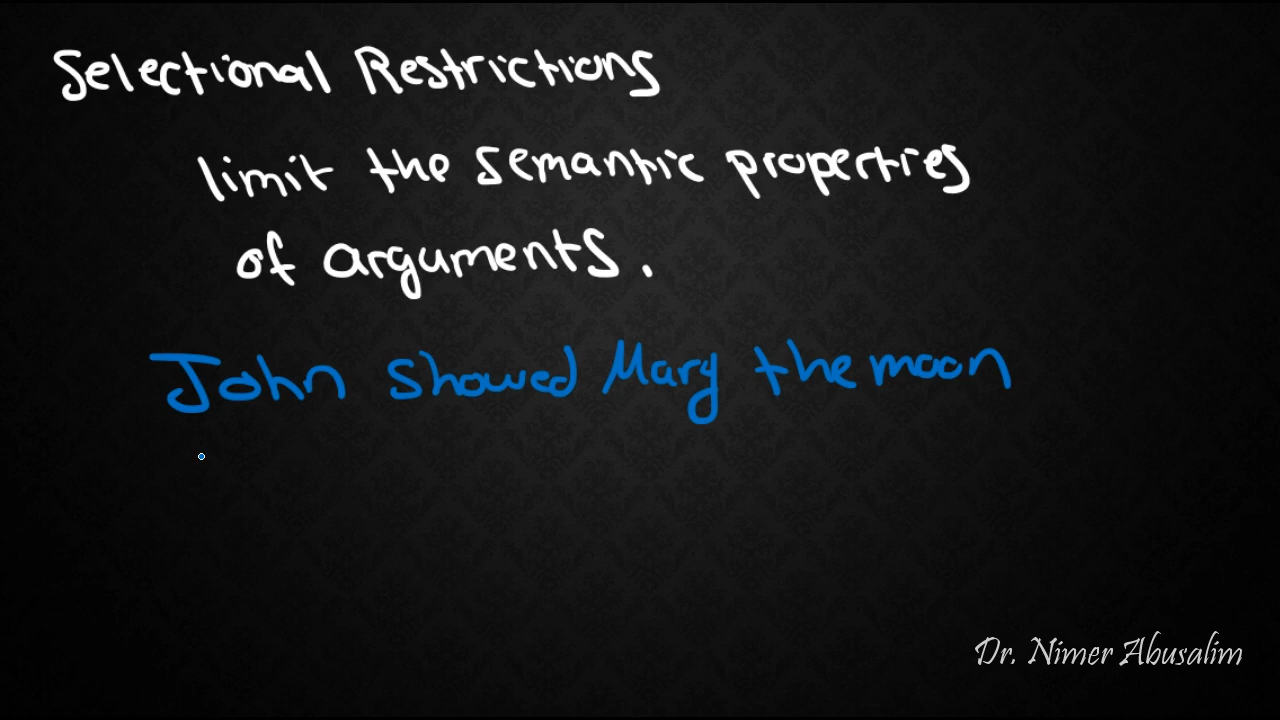 Selectional Restrictions
limit the semantic properties
of arguments.
John showed Mary the moon
Dr. Nimer Abusalim